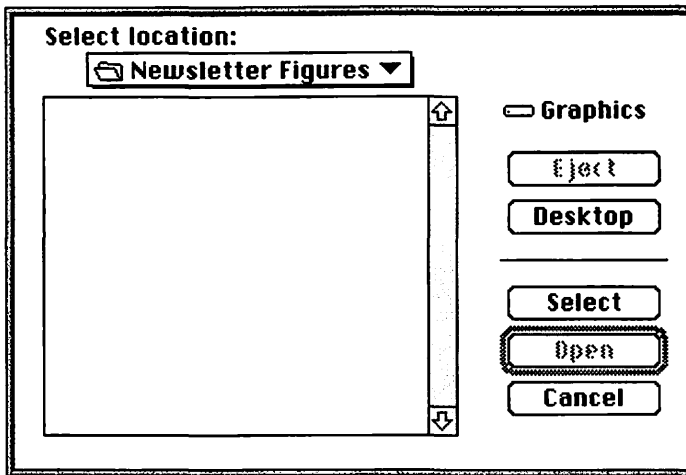 Select location:
Newsletter Figures
Graphics
Eject
Desktop
Select
Open
Cancel